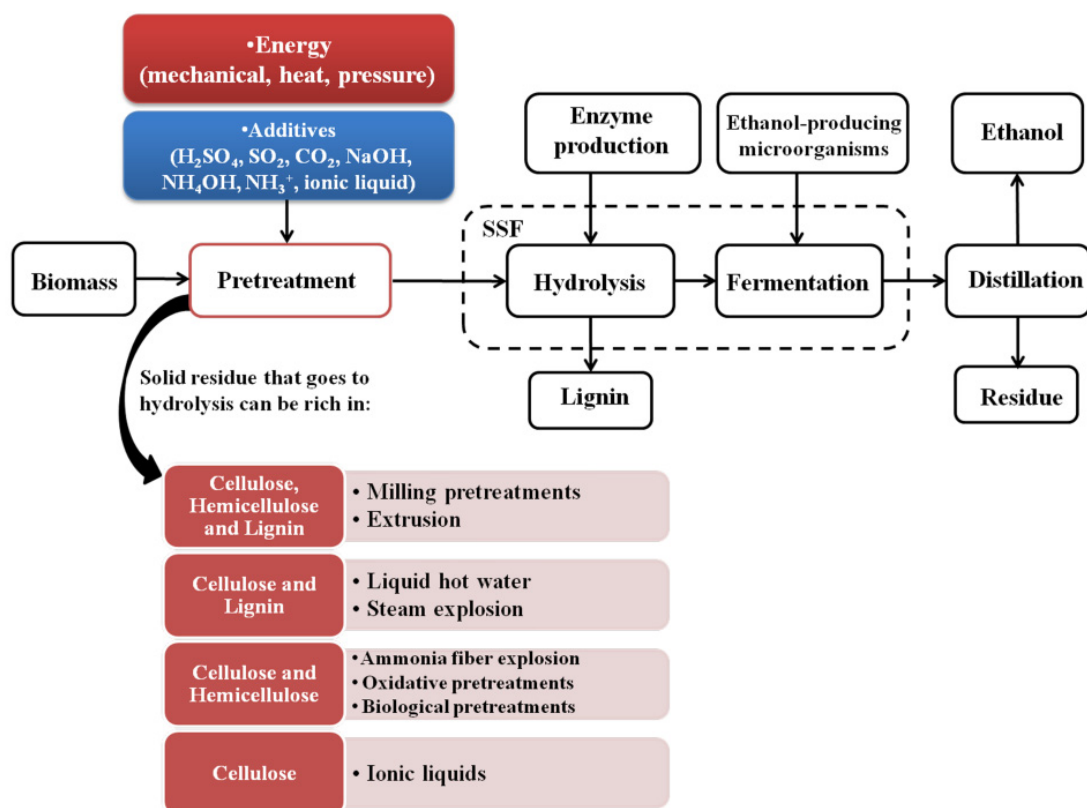 •Energy
(mechanical, heat, pressure)
•Additives
(H₂SO₄, SO₂, CO₂, NaOH,
NH₄OH, NH₃⁺, ionic liquid)
Enzyme
production
Ethanol-producing
microorganisms
Ethanol
SSF
Biomass
Pretreatment
Hydrolysis
Fermentation
Distillation
Solid residue that goes to
hydrolysis can be rich in:
Lignin
Residue
Cellulose,
Hemicellulose
and Lignin
• Milling pretreatments
• Extrusion
Cellulose and
Lignin
• Liquid hot water
• Steam explosion
Cellulose and
Hemicellulose
• Ammonia fiber explosion
• Oxidative pretreatments
• Biological pretreatments
Cellulose
• Ionic liquids